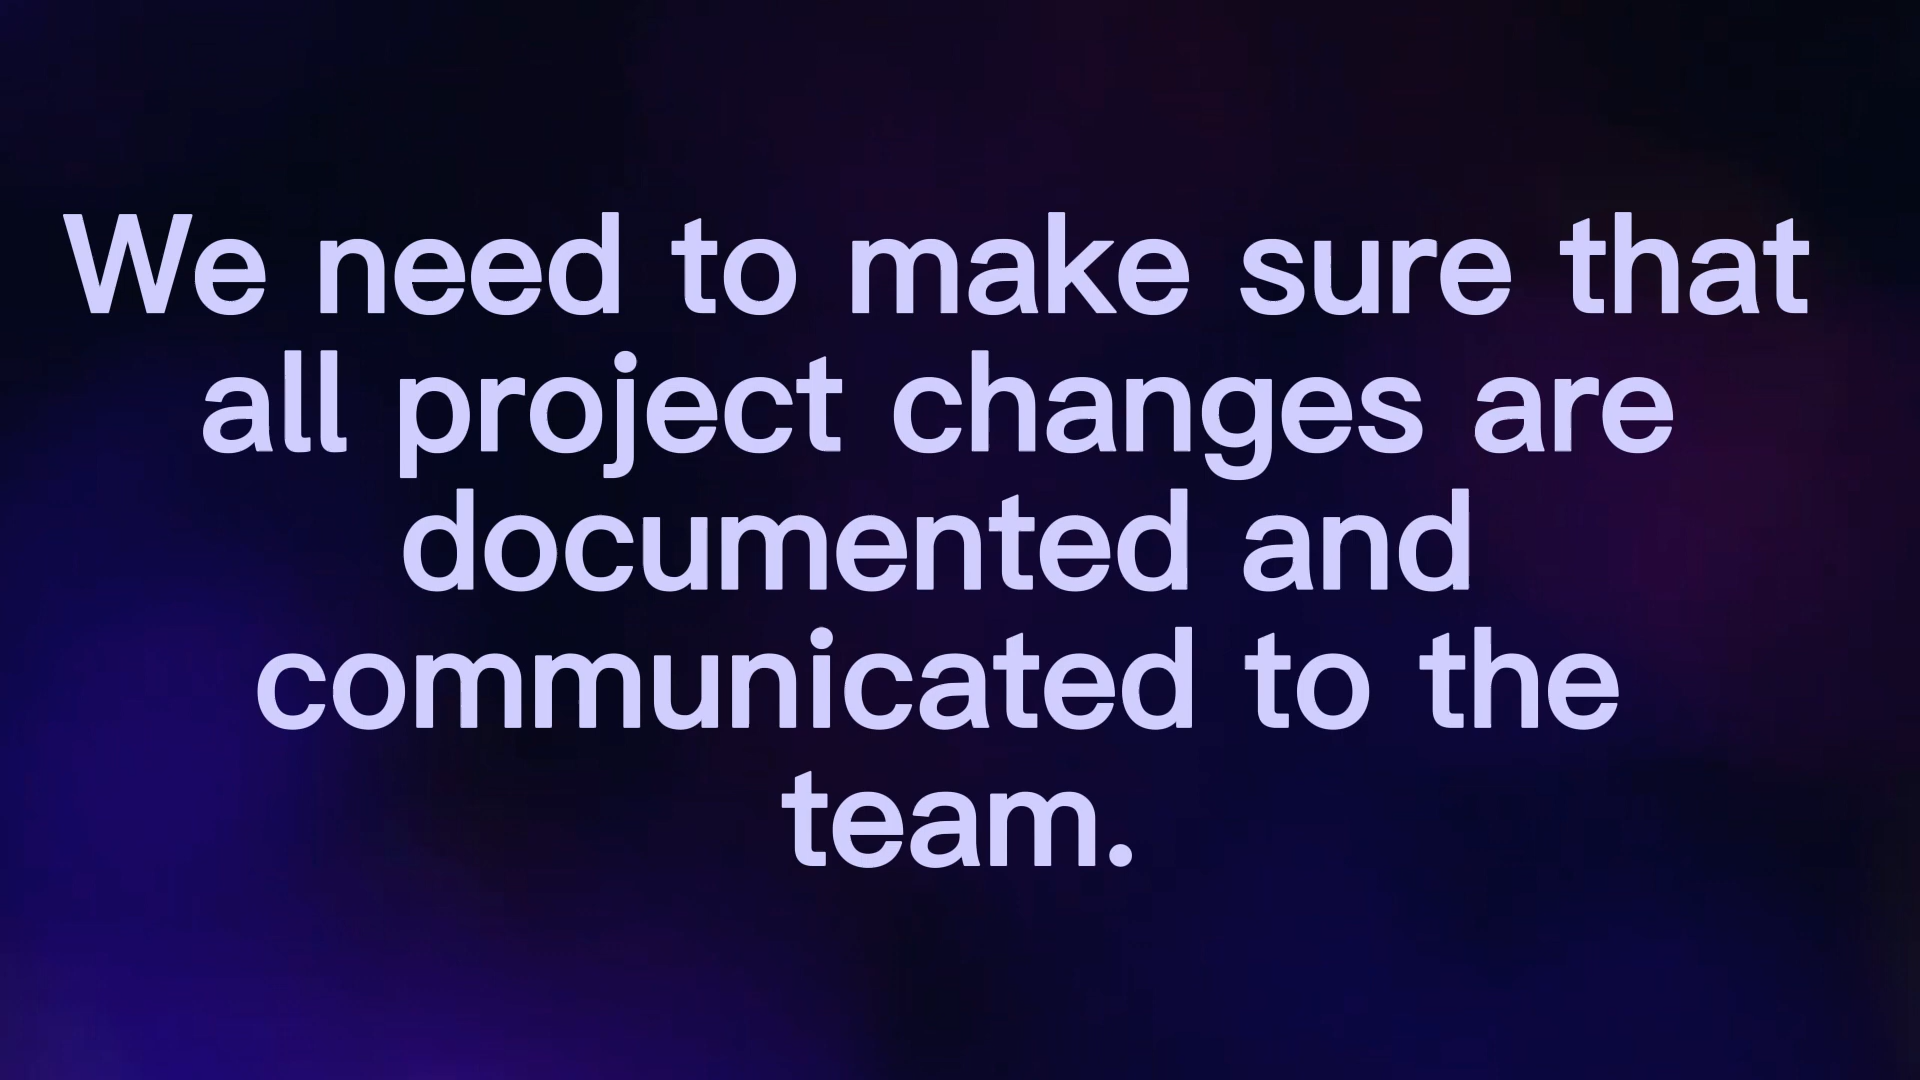 We need to make sure that
all project changes are
documented and
communicated to the
team.